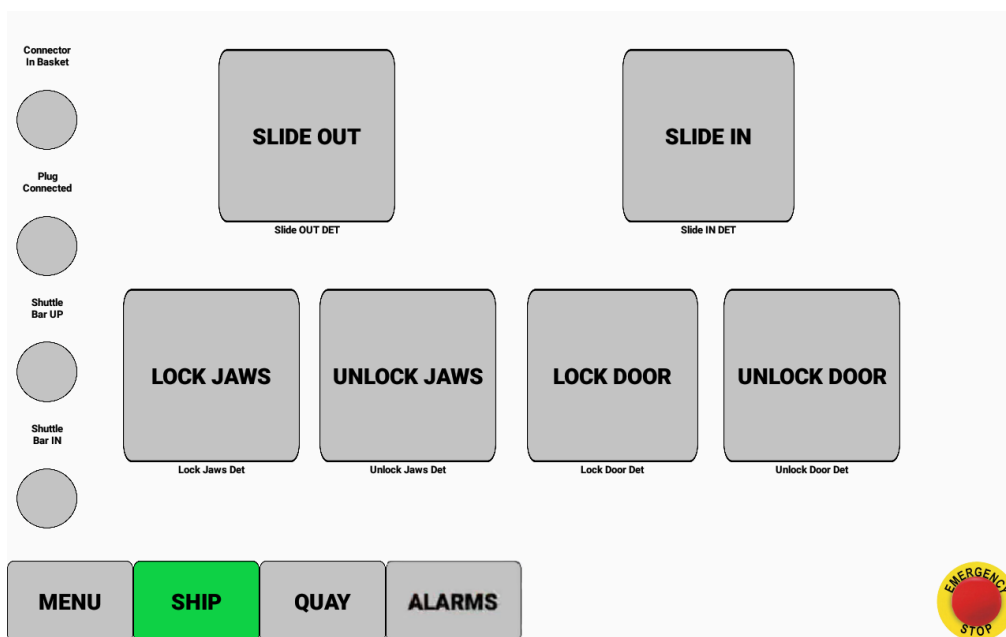 Connector
In Basket
SLIDE OUT
SLIDE IN
Plug
Connected
Slide OUT DET
Slide IN DET
Shuttle
Bar UP
LOCK JAWS
UNLOCK JAWS
LOCK DOOR
UNLOCK DOOR
Shuttle
Bar IN
Lock Jaws Det
Unlock Jaws Det
Lock Door Det
Unlock Door Det
MENU
SHIP
QUAY
ALARMS
EMERGENCY
STOP